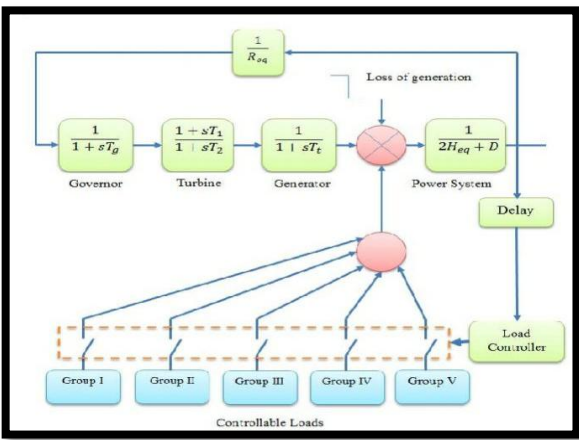 1
R_eq
Loss of generation
1
1 + sT_g
1 + sT_1
1 + sT_2
1
1 + sT_t
1
2H_eq + D
Governor
Turbine
Generator
Power System
Delay
Load
Controller
Group I
Group II
Group III
Group IV
Group V
Controllable Loads